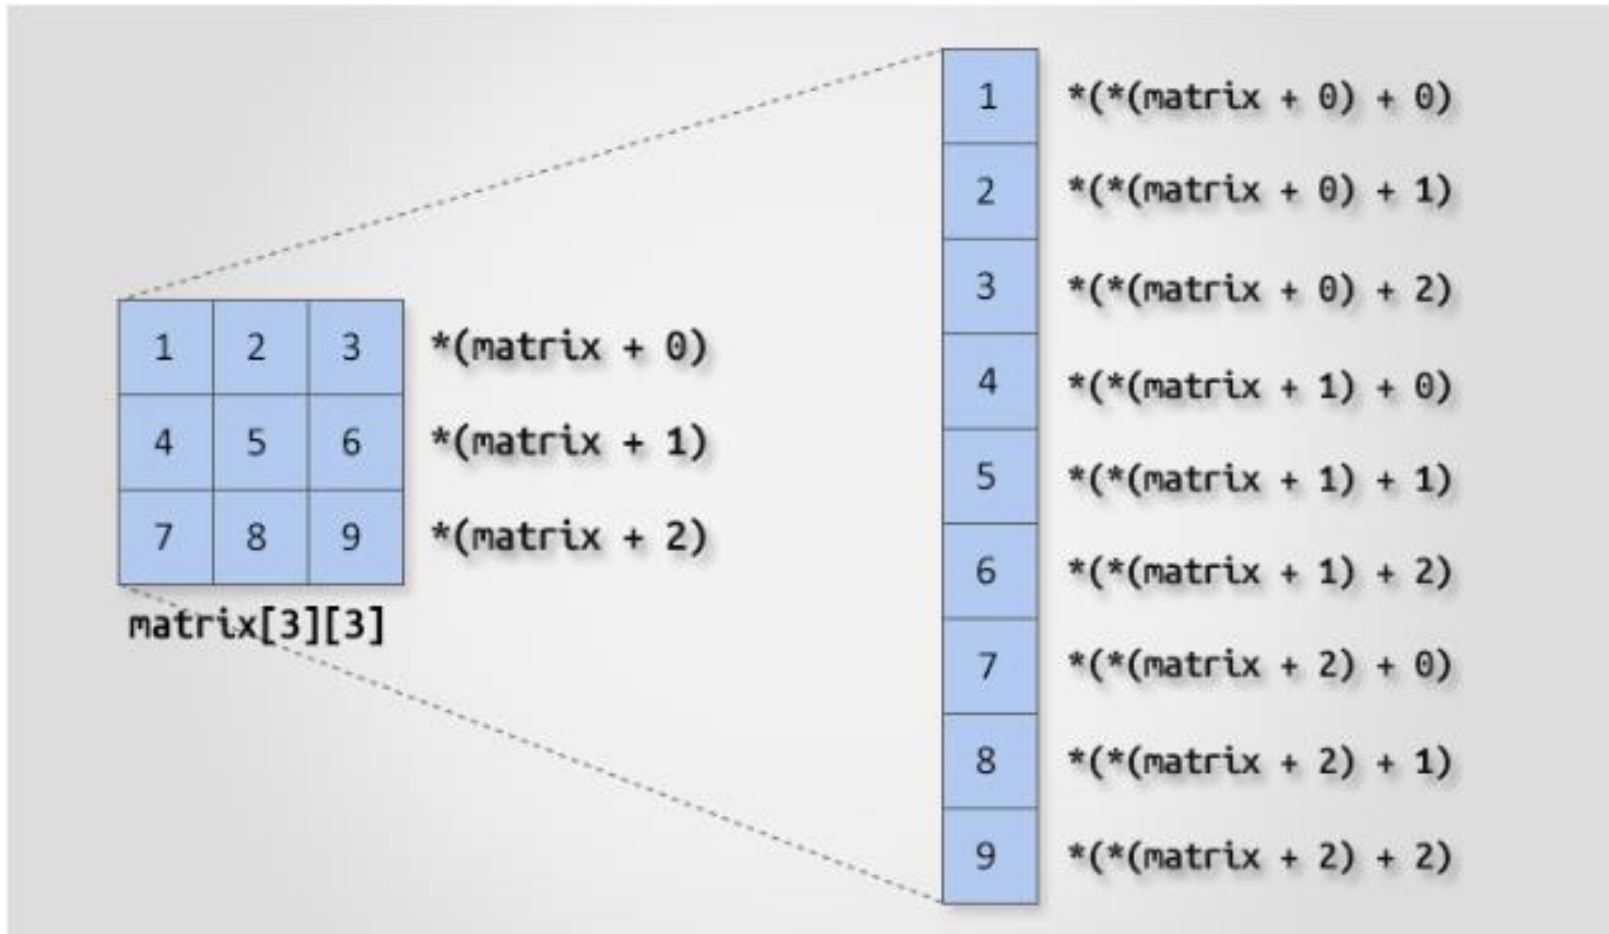 1 2 3 *(matrix + 0)
4 5 6 *(matrix + 1)
7 8 9 *(matrix + 2)
matrix[3][3]
1 *(*(matrix + 0) + 0)
2 *(*(matrix + 0) + 1)
3 *(*(matrix + 0) + 2)
4 *(*(matrix + 1) + 0)
5 *(*(matrix + 1) + 1)
6 *(*(matrix + 1) + 2)
7 *(*(matrix + 2) + 0)
8 *(*(matrix + 2) + 1)
9 *(*(matrix + 2) + 2)